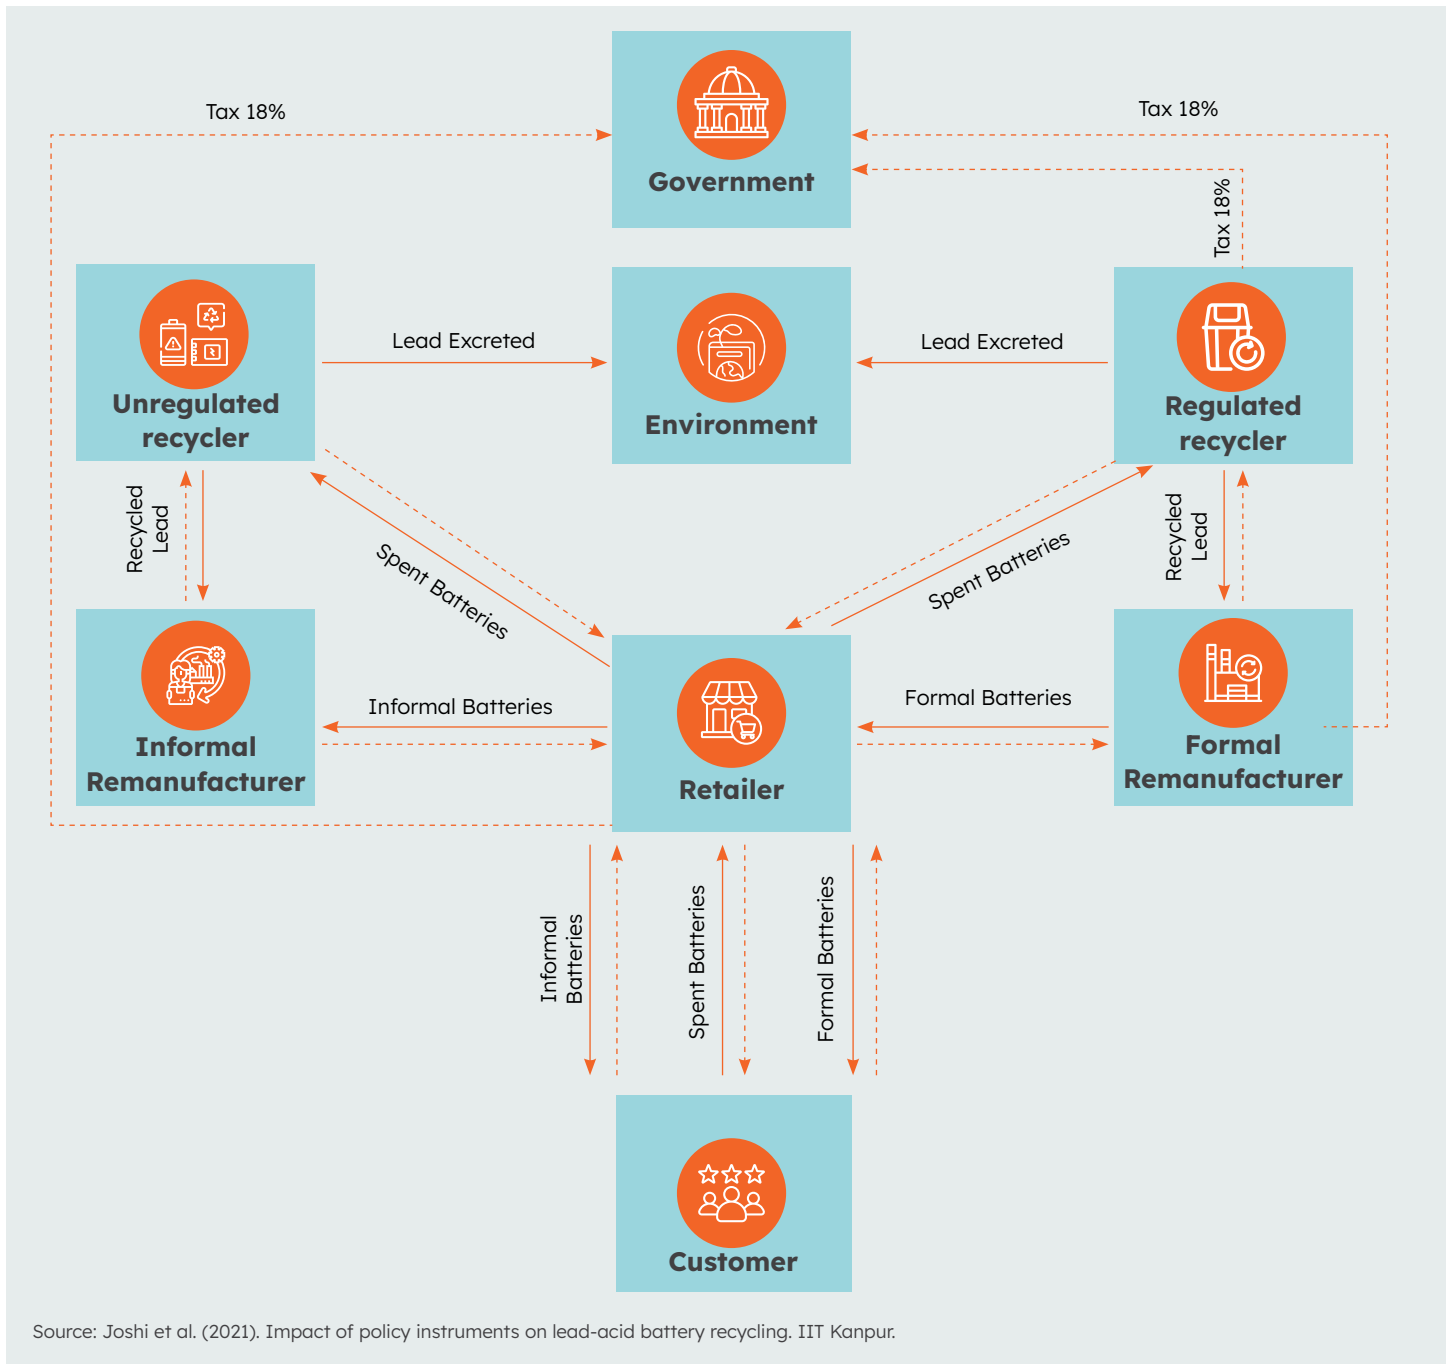 Tax 18%
Tax 18%
Government
Tax 18%
Unregulated
recycler
Lead Excreted
Environment
Lead Excreted
Regulated
recycler
Recycled
Lead
Spent Batteries
Spent Batteries
Recycled
Lead
Informal
Remanufacturer
Informal Batteries
Retailer
Formal Batteries
Formal
Remanufacturer
Informal
Batteries
Spent Batteries
Formal Batteries
Customer
Source: Joshi et al. (2021). Impact of policy instruments on lead-acid battery recycling. IIT Kanpur.